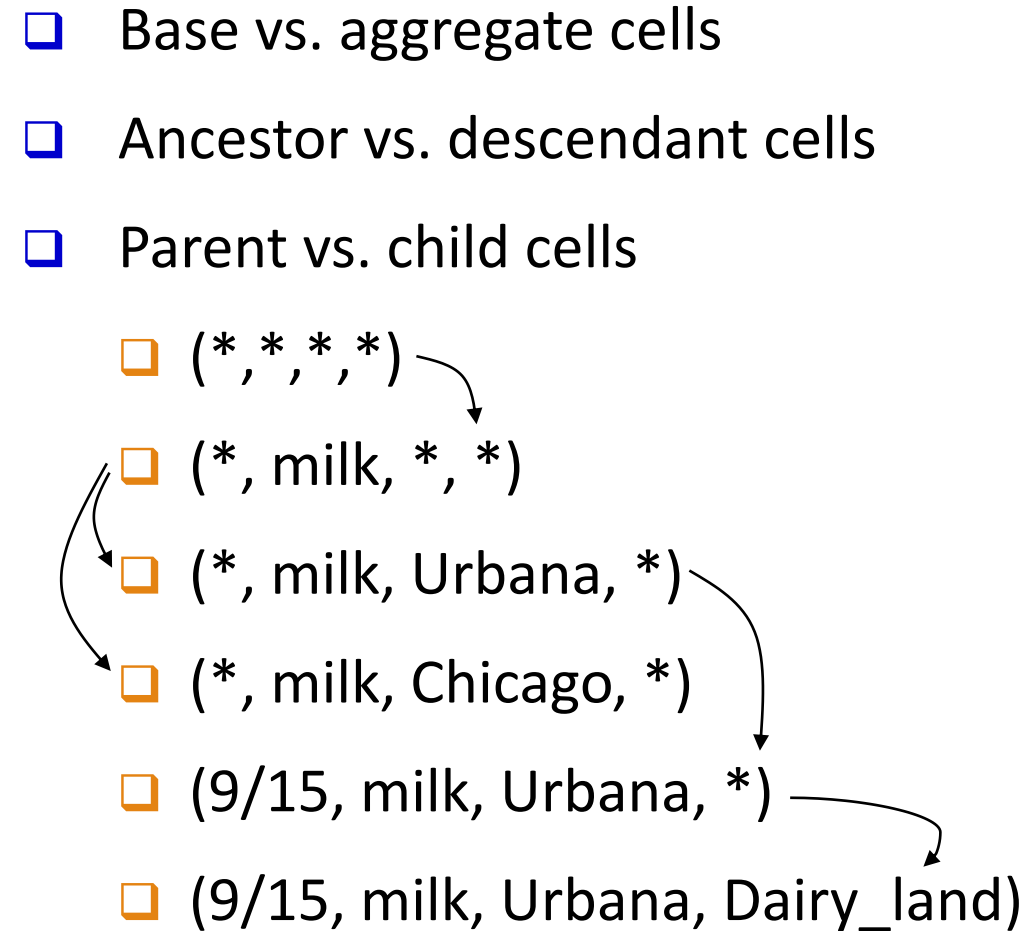 Base vs. aggregate cells
Ancestor vs. descendant cells
Parent vs. child cells
(*,*,*,*)
(*, milk, *, *)
(*, milk, Urbana, *)
(*, milk, Chicago, *)
(9/15, milk, Urbana, *)
(9/15, milk, Urbana, Dairy_land)